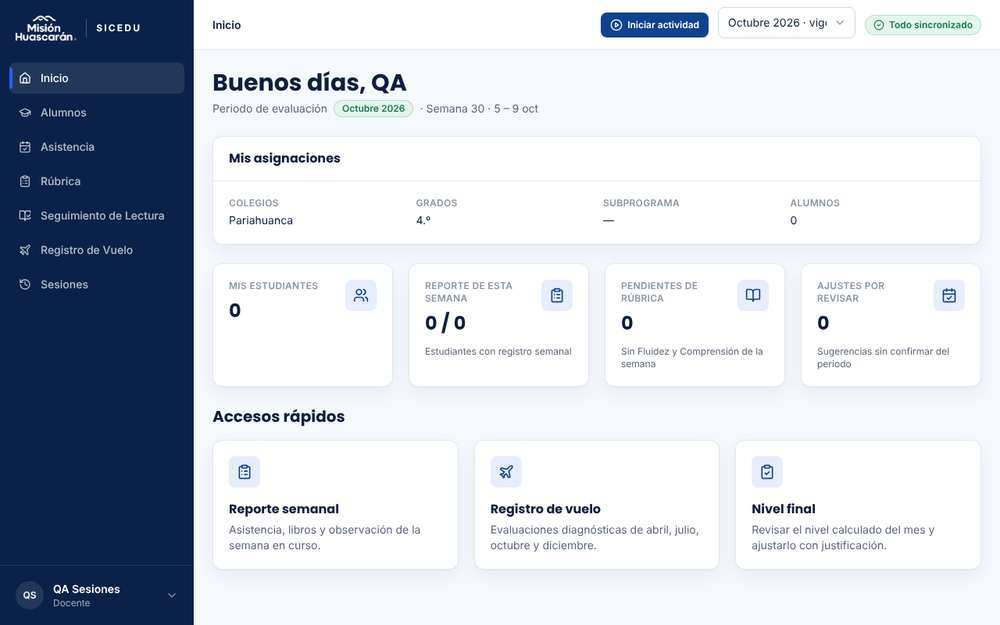 Misión
Huascarán.
SICEDU
Inicio
Alumnos
Asistencia
Rúbrica
Seguimiento de Lectura
Registro de Vuelo
Sesiones
QS
QA Sesiones
Docente
Inicio
Iniciar actividad
Octubre 2026 · vig
Todo sincronizado
Buenos días, QA
Periodo de evaluación Octubre 2026 · Semana 30 · 5 – 9 oct
Mis asignaciones
COLEGIOS
Pariahuanca
GRADOS
4.º
SUBPROGRAMA
—
ALUMNOS
0
MIS ESTUDIANTES
0
REPORTE DE ESTA
SEMANA
0 / 0
Estudiantes con registro semanal
PENDIENTES DE
RÚBRICA
0
Sin Fluidez y Comprensión de la
semana
AJUSTES POR
REVISAR
0
Sugerencias sin confirmar del
periodo
Accesos rápidos
Reporte semanal
Asistencia, libros y observación de la
semana en curso.
Registro de vuelo
Evaluaciones diagnósticas de abril, julio,
octubre y diciembre.
Nivel final
Revisar el nivel calculado del mes y
ajustarlo con justificación.